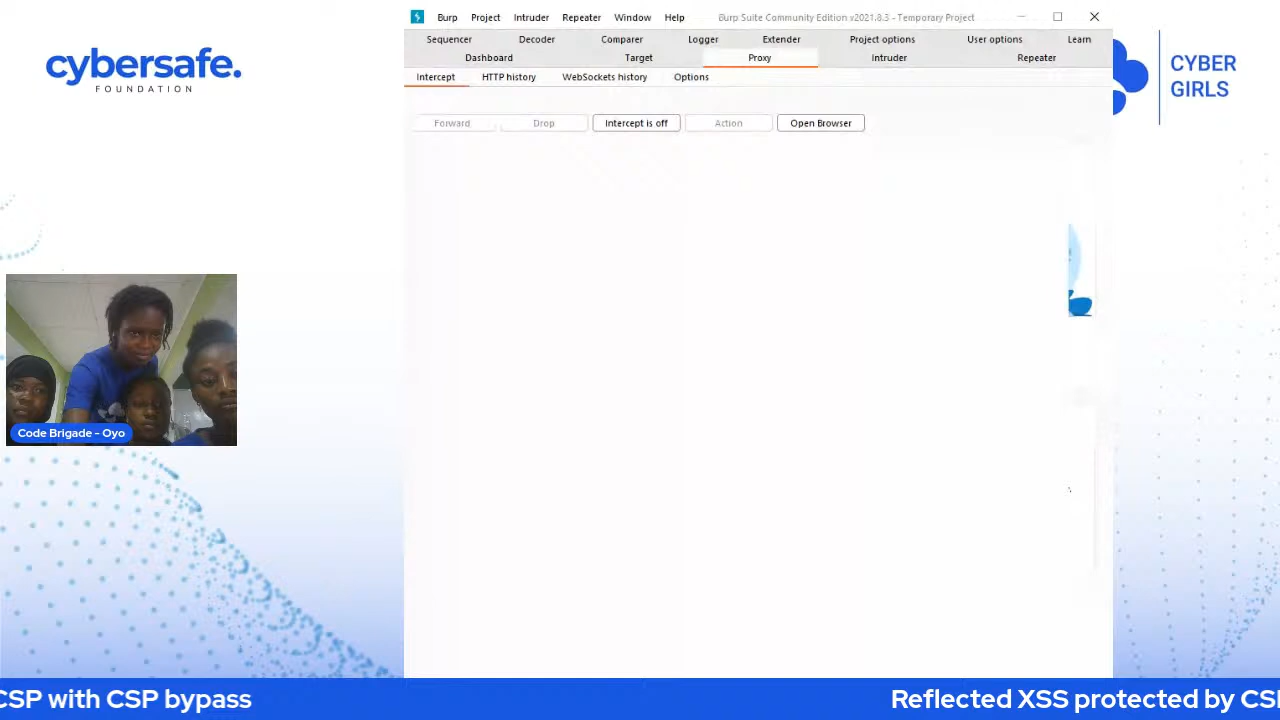 cybersafe.
FOUNDATION
Burp Project Intruder Repeater Window Help Burp Suite Community Edition v2021.8.3 - Temporary Project
Sequencer Decoder Comparer Logger Extender Project options User options Learn
Dashboard Target Proxy Intruder Repeater
Intercept HTTP history WebSockets history Options
Forward Drop Intercept is off Action Open Browser
CYBER
GIRLS
Code Brigade - Oyo
CSP with CSP bypass Reflected XSS protected by CSP